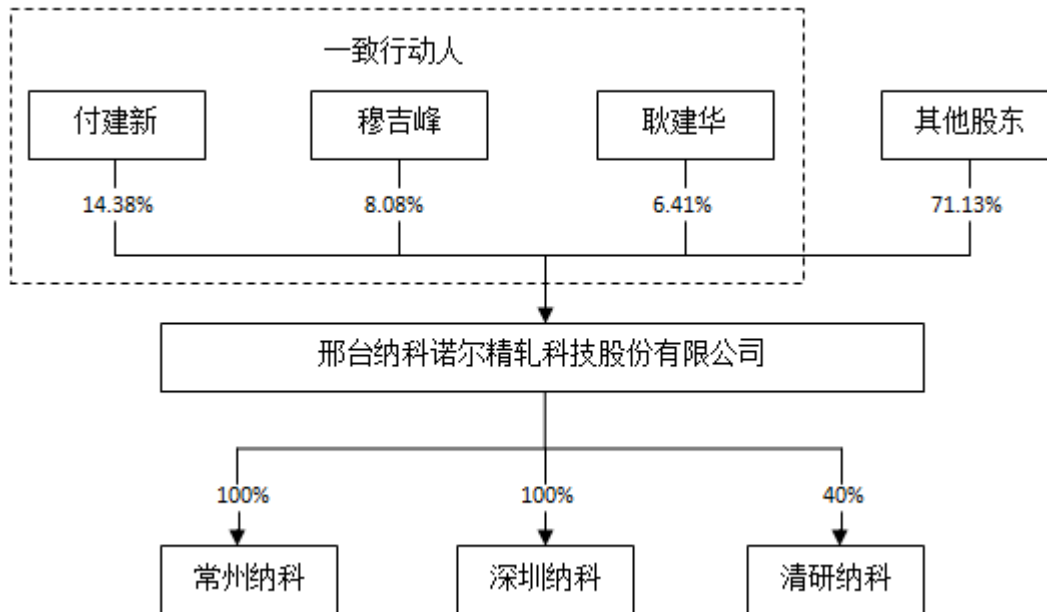 一致行动人
付建新
穆吉峰
耿建华
其他股东
14.38%
8.08%
6.41%
71.13%
邢台纳科诺尔精轧科技股份有限公司
100%
100%
40%
常州纳科
深圳纳科
清研纳科